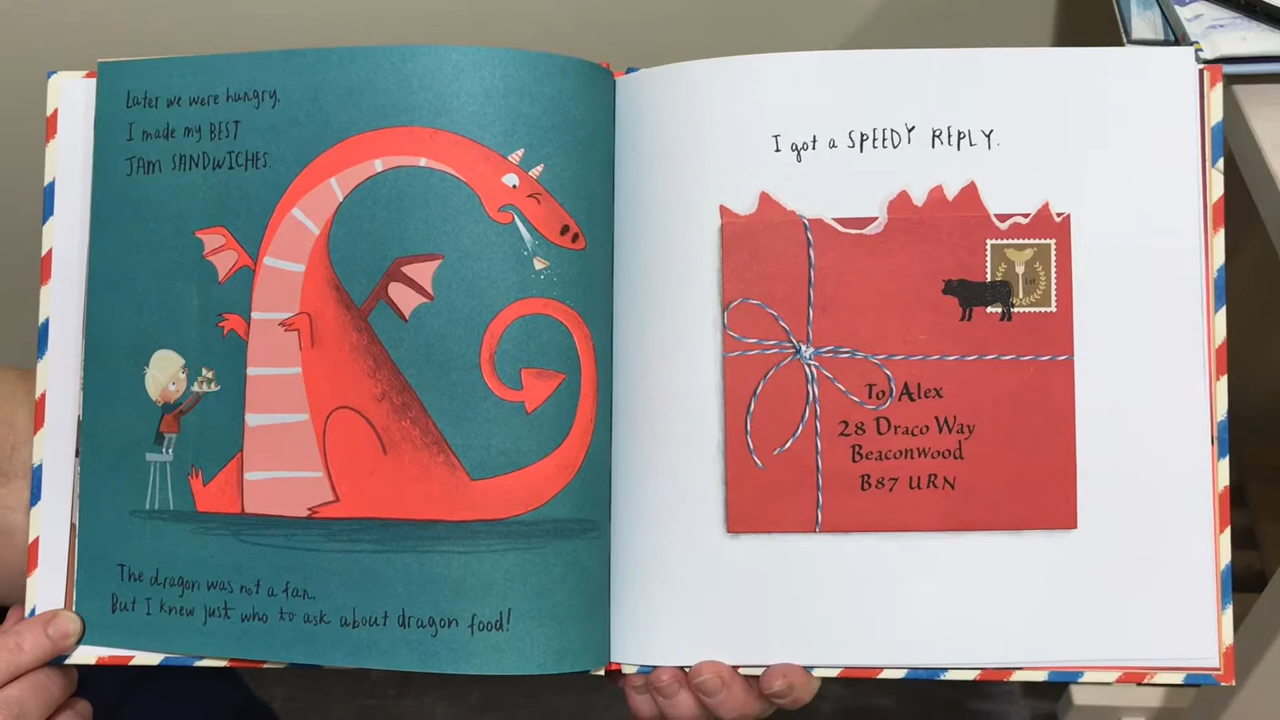 Later we were hungry.
I made my BEST
JAM SANDWICHES.
The dragon was not a fan.
But I knew just who to ask about dragon food!
I got a SPEEDY REPLY.
1st
To Alex
28 Draco Way
Beaconwood
B87 URN